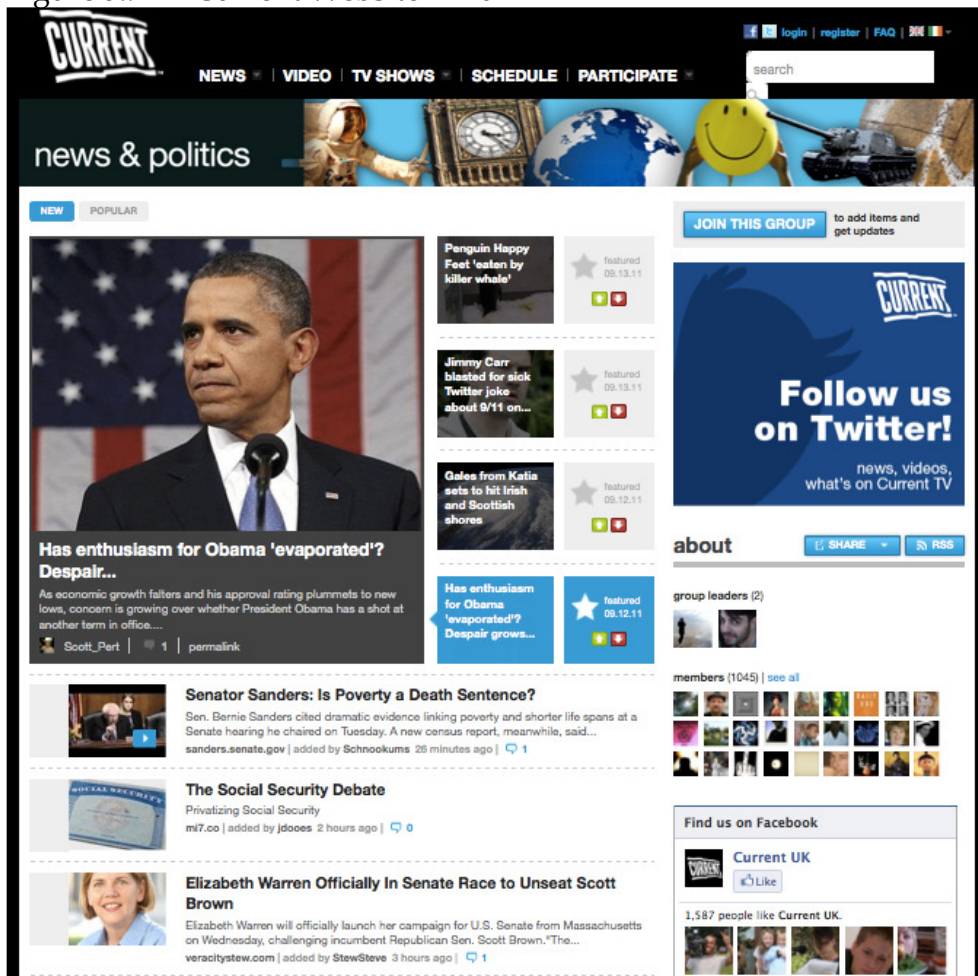 CURRENT
login | register | FAQ |
NEWS | VIDEO | TV SHOWS | SCHEDULE | PARTICIPATE
search
news & politics
NEW POPULAR
Has enthusiasm for Obama 'evaporated'?
Despair...
As economic growth falters and his approval rating plummets to new
lows, concern is growing over whether President Obama has a shot at
another term in office....
Scott_Pert | 1 | permalink
Penguin Happy
Feet 'eaten by
killer whale'
featured
09.13.11
Jimmy Carr
blasted for sick
Twitter joke
about 9/11 on...
featured
09.13.11
Gales from Katia
sets to hit Irish
and Scottish
shores
featured
09.12.11
Has enthusiasm
for Obama
'evaporated'?
Despair grows...
featured
09.12.11
Senator Sanders: Is Poverty a Death Sentence?
Sen. Bernie Sanders cited dramatic evidence linking poverty and shorter life spans at a
Senate hearing he chaired on Tuesday. A new census report, meanwhile, said...
sanders.senate.gov | added by Schnookums 26 minutes ago | 1
SOCIAL SECURITY
The Social Security Debate
Privatizing Social Security
mi7.co | added by jdooes 2 hours ago | 0
Elizabeth Warren Officially In Senate Race to Unseat Scott
Brown
Elizabeth Warren will officially launch her campaign for U.S. Senate from Massachusetts
on Wednesday, challenging incumbent Republican Sen. Scott Brown."The...
veracitystew.com | added by StewSteve 3 hours ago | 1
JOIN THIS GROUP to add items and
get updates
CURRENT
Follow us
on Twitter!
news, videos,
what's on Current TV
about SHARE RSS
group leaders (2)
members (1045) | see all
Find us on Facebook
CURRENT
Current UK
Like
1,587 people like Current UK.